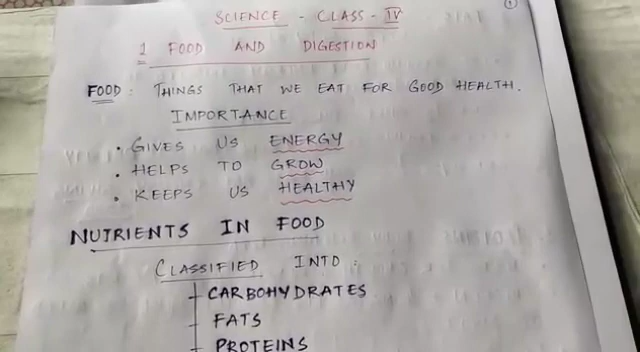 ①
SCIENCE - CLASS - IV
1 FOOD AND DIGESTION
FOOD : THINGS THAT WE EAT FOR GOOD HEALTH.
IMPORTANCE
• GIVES US ENERGY
• HELPS TO GROW
• KEEPS US HEALTHY
NUTRIENTS IN FOOD
CLASSIFIED INTO :
CARBOHYDRATES
FATS
PROTEINS